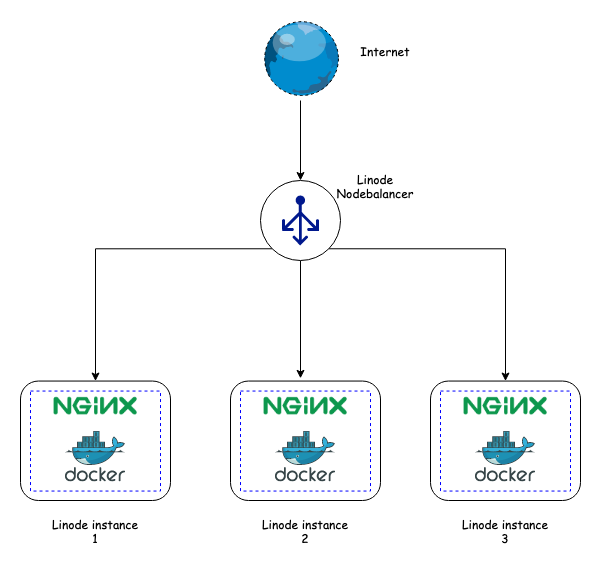 Internet
Linode
Nodebalancer
NGINX
docker
NGINX
docker
NGINX
docker
Linode instance
1
Linode instance
2
Linode instance
3